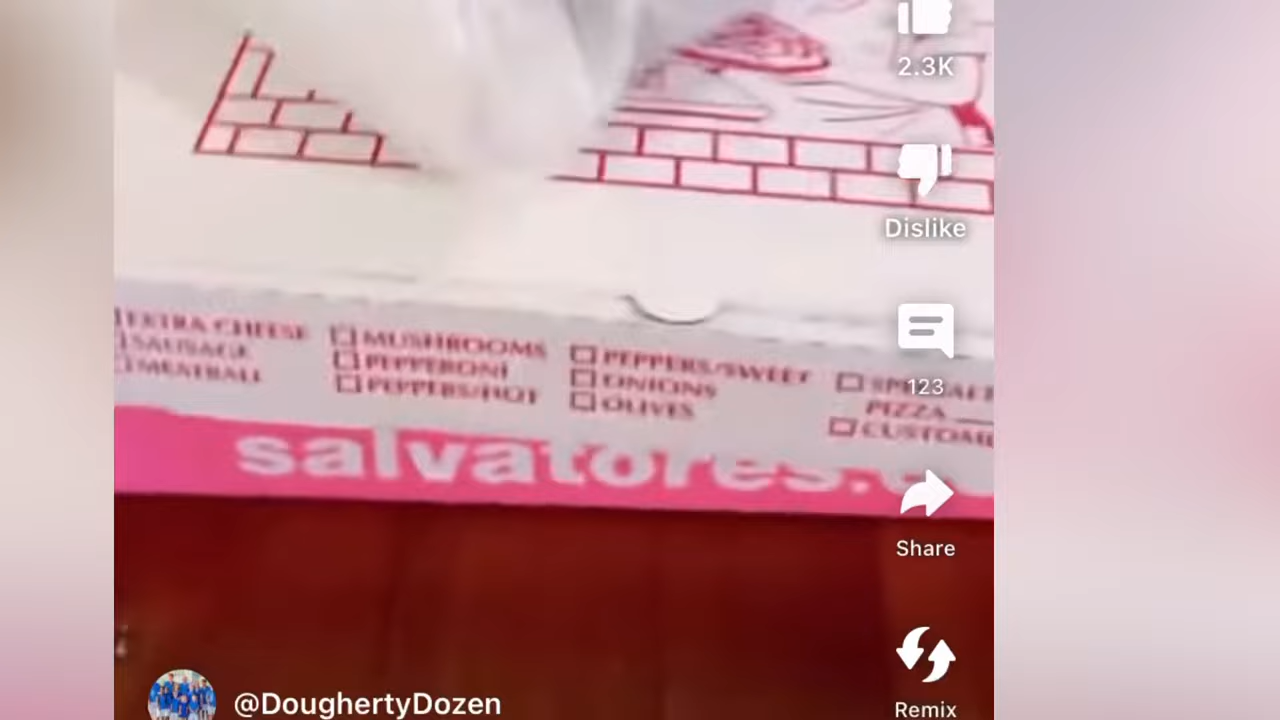 2.3K
Dislike
EXTRA CHEESE
SAUSAGE
MEATBALL
MUSHROOMS
PEPPERONI
PEPPERS/HOT
PEPPERS/SWEET
ONIONS
OLIVES
PIZZA
123
salvatores.
Share
@DoughertyDozen
Remix